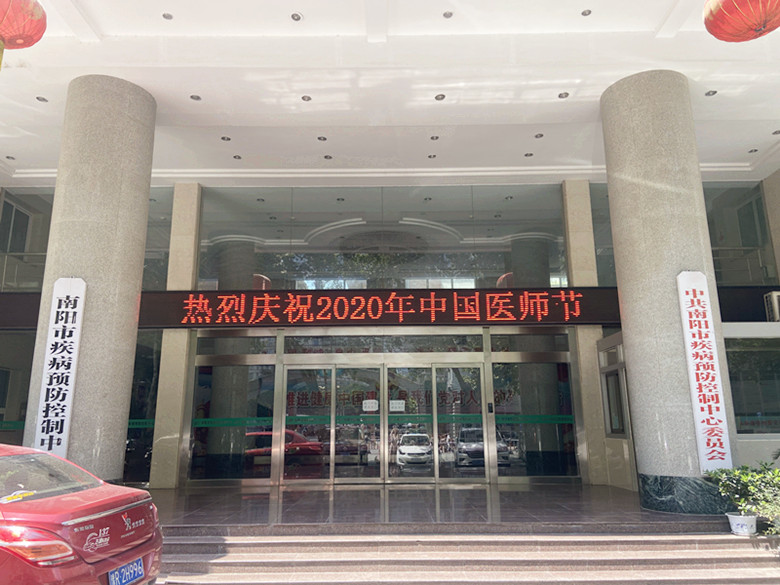 热烈庆祝2020年中国医师节
南阳市疾病预防控制中
中共南阳市疾病预防控制中心委员会
137
R·2H996